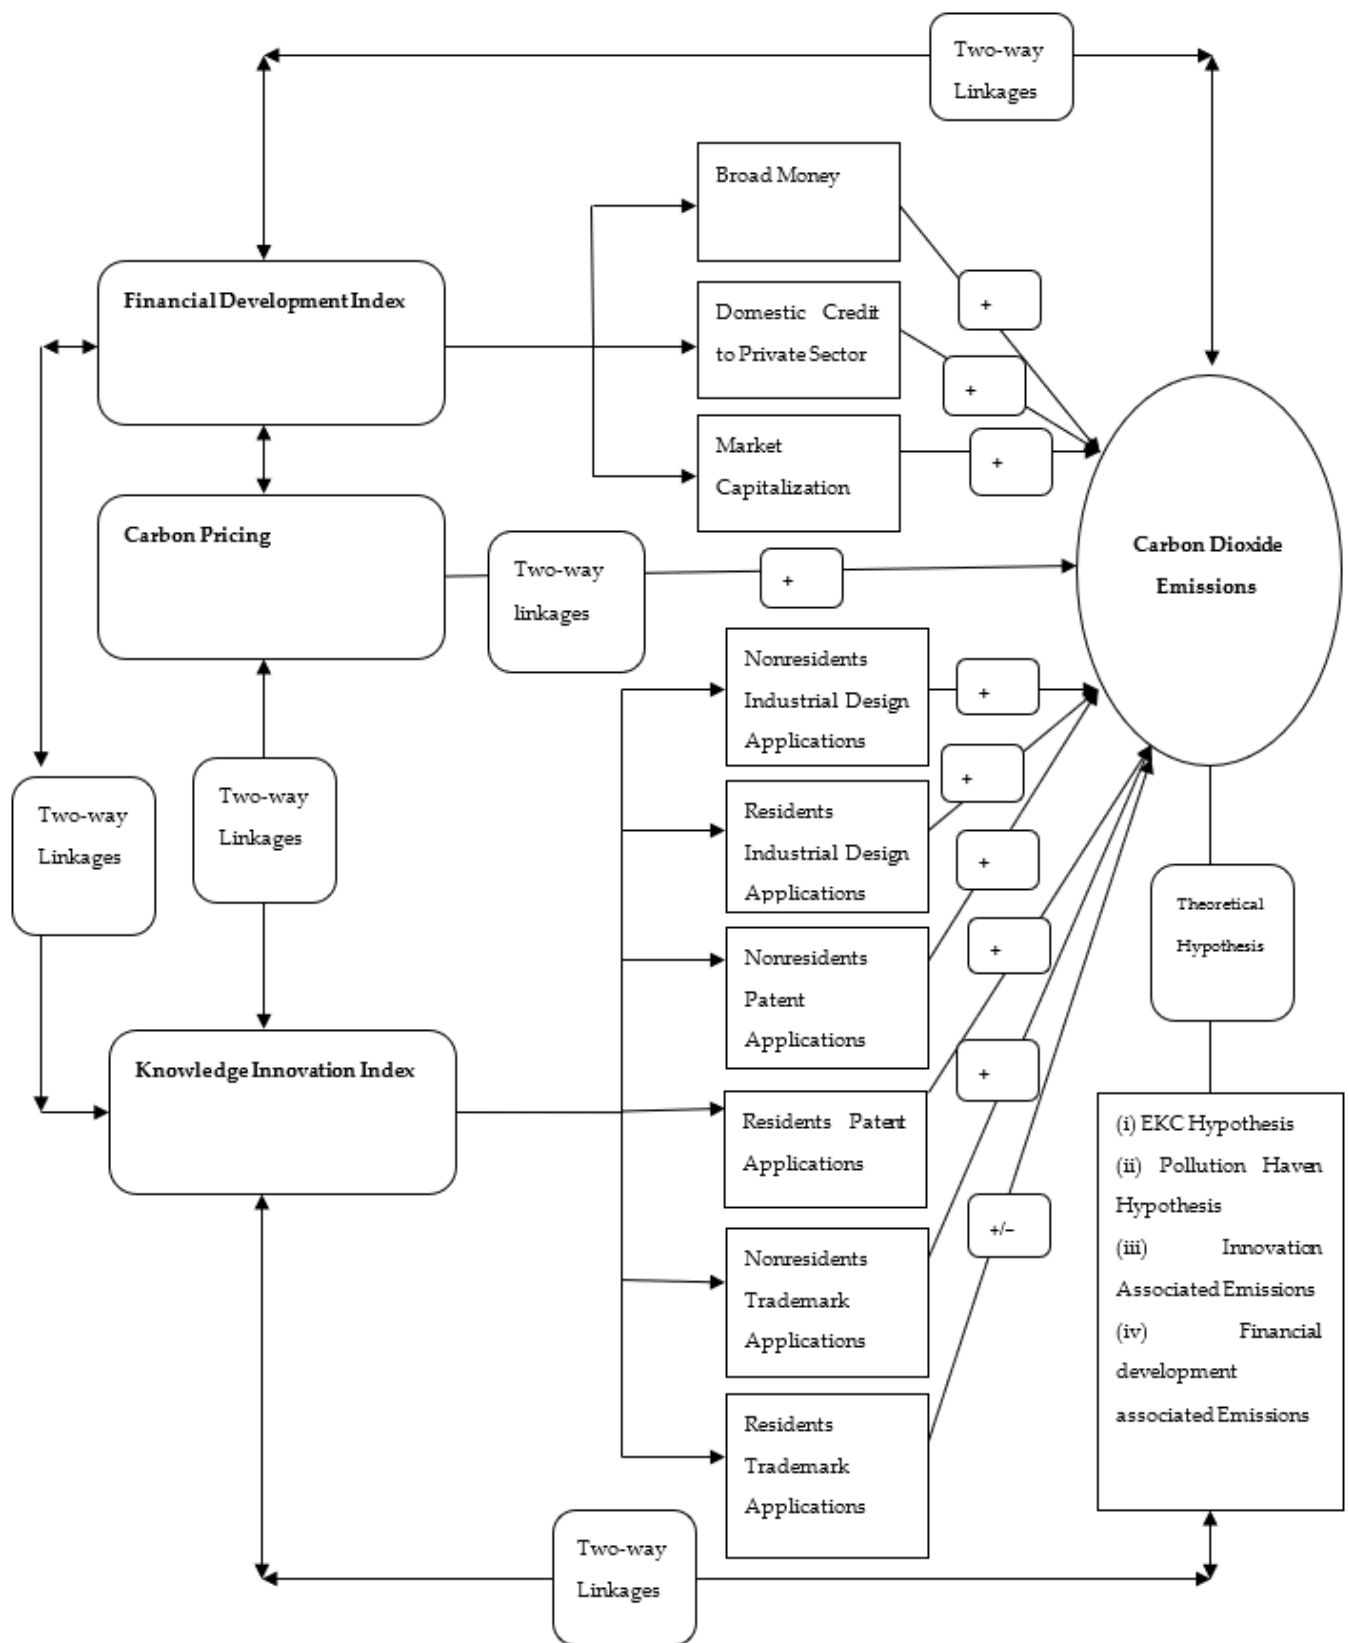 Two-way
Linkages
Broad Money
+
Financial Development Index
Domestic Credit
to Private Sector
+
Market
Capitalization
+
Carbon Pricing
Two-way
linkages
+
Carbon Dioxide
Emissions
Nonresidents
Industrial Design
Applications
+
Two-way
Linkages
Two-way
Linkages
Residents
Industrial Design
Applications
+
Nonresidents
Patent
Applications
+
Theoretical
Hypothesis
Knowledge Innovation Index
Residents Patent
Applications
+
Nonresidents
Trademark
Applications
+
Residents
Trademark
Applications
+/–
(i) EKC Hypothesis
(ii) Pollution Haven
Hypothesis
(iii) Innovation
Associated Emissions
(iv) Financial
development
associated Emissions
Two-way
Linkages